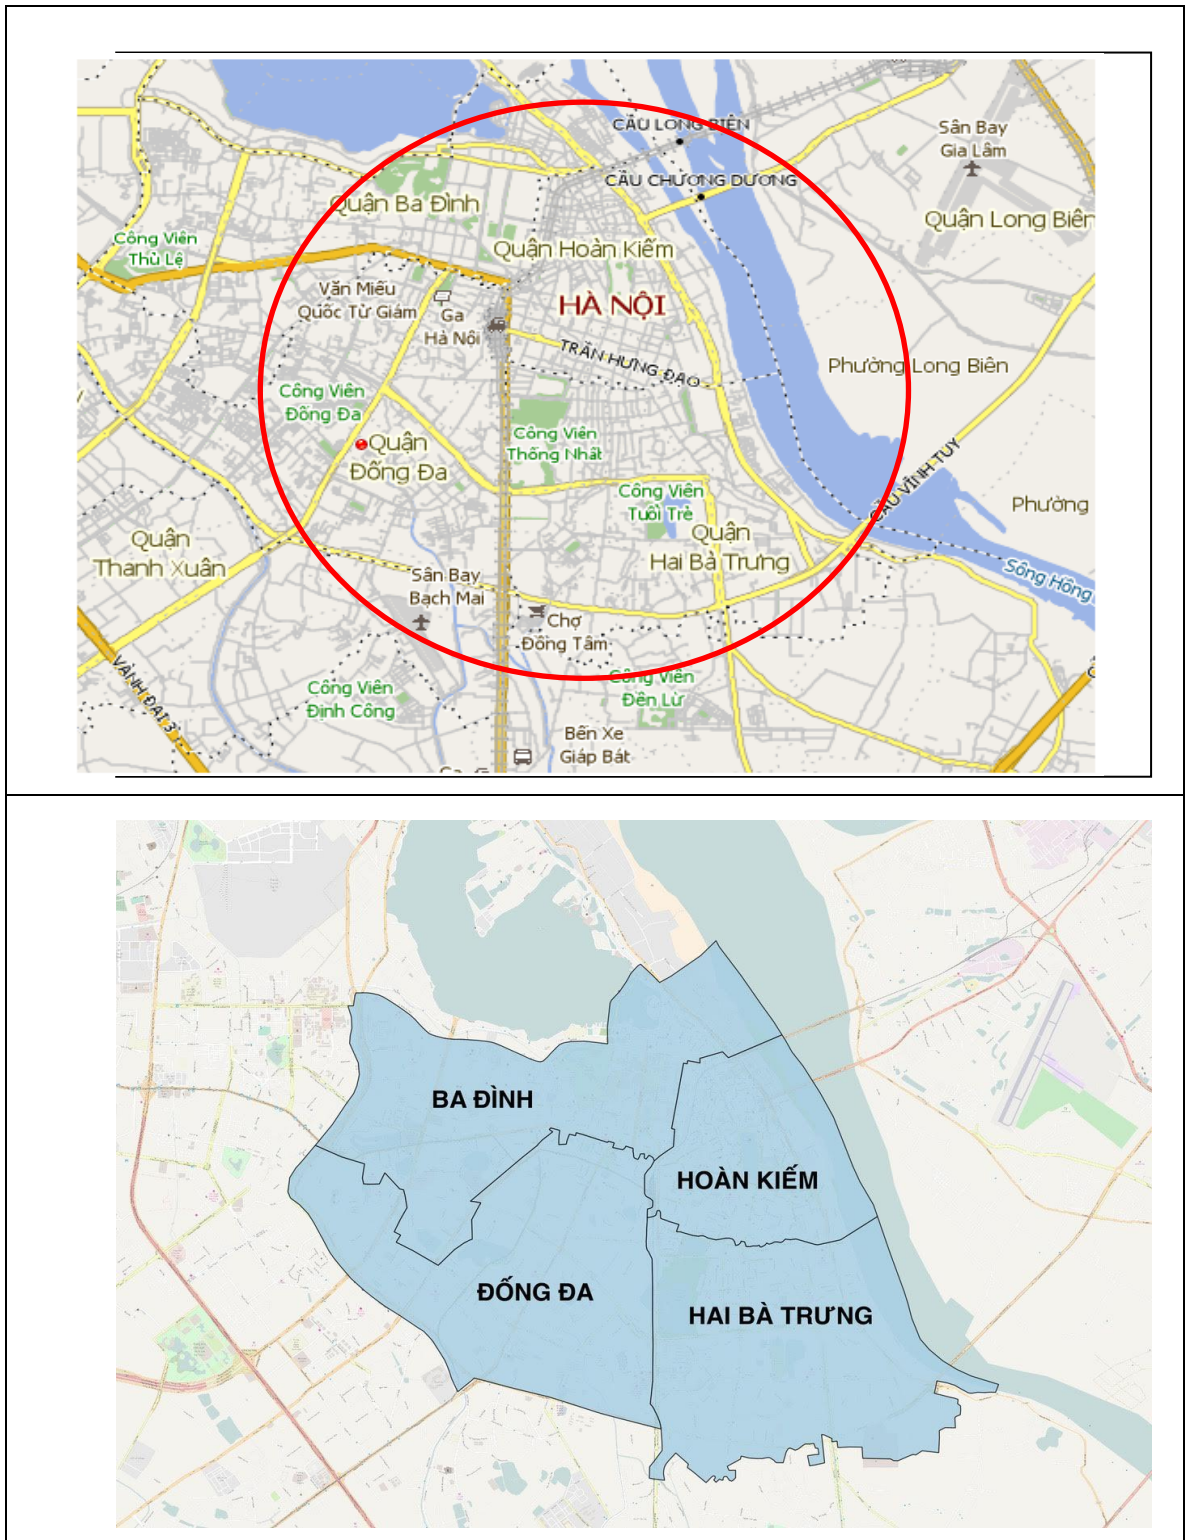 CẦU LONG BIÊN
Sân Bay
Gia Lâm
CẦU CHƯƠNG DƯƠNG
Quận Ba Đình
Quận Long Biên
Công Viên
Thủ Lệ
Quận Hoàn Kiếm
Văn Miếu
Quốc Tử Giám
HÀ NỘI
Ga
Hà Nội
TRẦN HƯNG ĐẠO
Phường Long Biên
Công Viên
Đống Đa
Công Viên
Thống Nhất
Quận
Đống Đa
CẦU VĨNH TUY
Công Viên
Tuổi Trẻ
Phường
Quận
Hai Bà Trưng
Quận
Thanh Xuân
Sông Hồng
Sân Bay
Bạch Mai
Chợ
Đồng Tâm
VÀNH ĐAI 3
Công Viên
Định Công
Công Viên
Đền Lừ
Bến Xe
Giáp Bát
BA ĐÌNH
HOÀN KIẾM
ĐỐNG ĐA
HAI BÀ TRƯNG